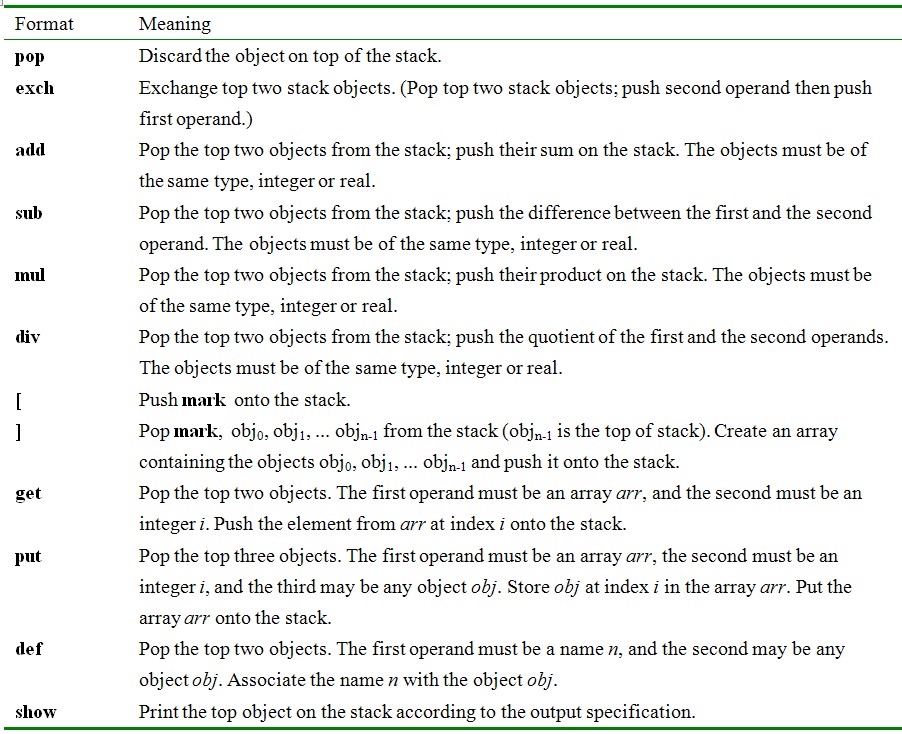 Format Meaning
pop Discard the object on top of the stack.
exch Exchange top two stack objects. (Pop top two stack objects; push second operand then push
first operand.)
add Pop the top two objects from the stack; push their sum on the stack. The objects must be of
the same type, integer or real.
sub Pop the top two objects from the stack; push the difference between the first and the second
operand. The objects must be of the same type, integer or real.
mul Pop the top two objects from the stack; push their product on the stack. The objects must be
of the same type, integer or real.
div Pop the top two objects from the stack; push the quotient of the first and the second operands.
The objects must be of the same type, integer or real.
[ Push mark onto the stack.
] Pop mark, obj₀, obj₁, ... objₙ₋₁ from the stack (objₙ₋₁ is the top of stack). Create an array
containing the objects obj₀, obj₁, ... objₙ₋₁ and push it onto the stack.
get Pop the top two objects. The first operand must be an array arr, and the second must be an
integer i. Push the element from arr at index i onto the stack.
put Pop the top three objects. The first operand must be an array arr, the second must be an
integer i, and the third may be any object obj. Store obj at index i in the array arr. Put the
array arr onto the stack.
def Pop the top two objects. The first operand must be a name n, and the second may be any
object obj. Associate the name n with the object obj.
show Print the top object on the stack according to the output specification.